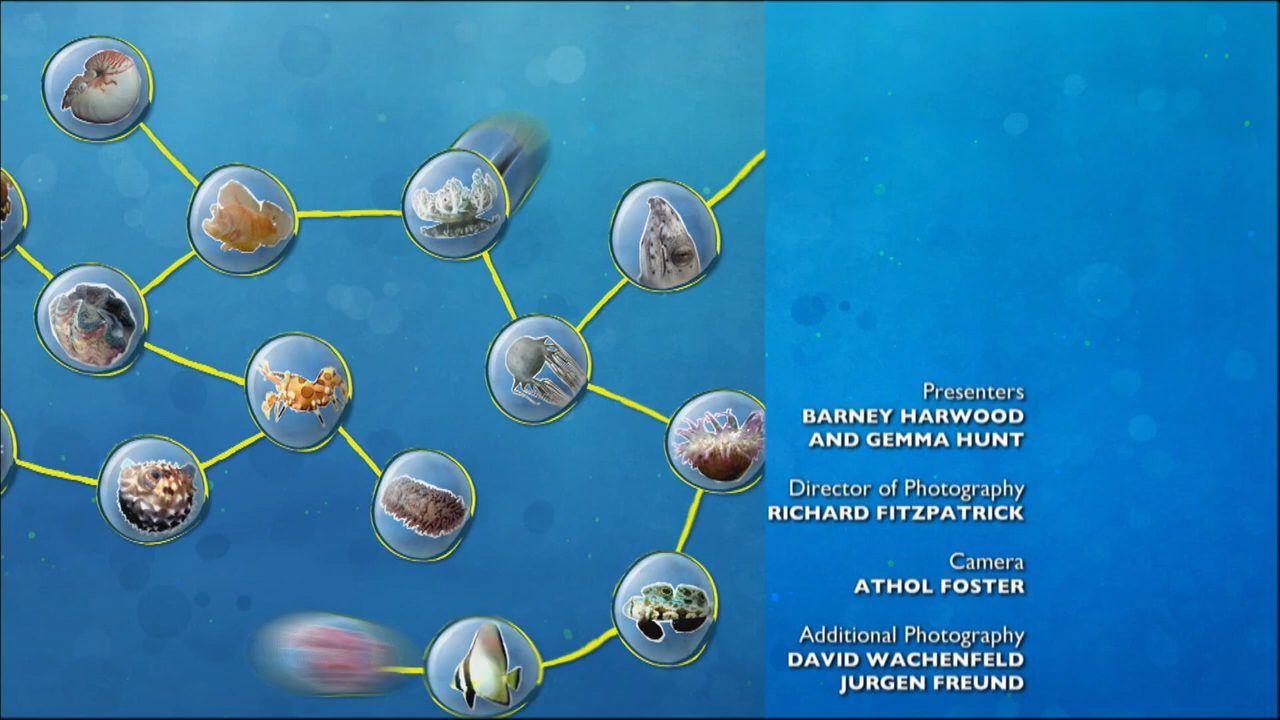 Presenters
BARNEY HARWOOD
AND GEMMA HUNT
Director of Photography
RICHARD FITZPATRICK
Camera
ATHOL FOSTER
Additional Photography
DAVID WACHENFELD
JURGEN FREUND